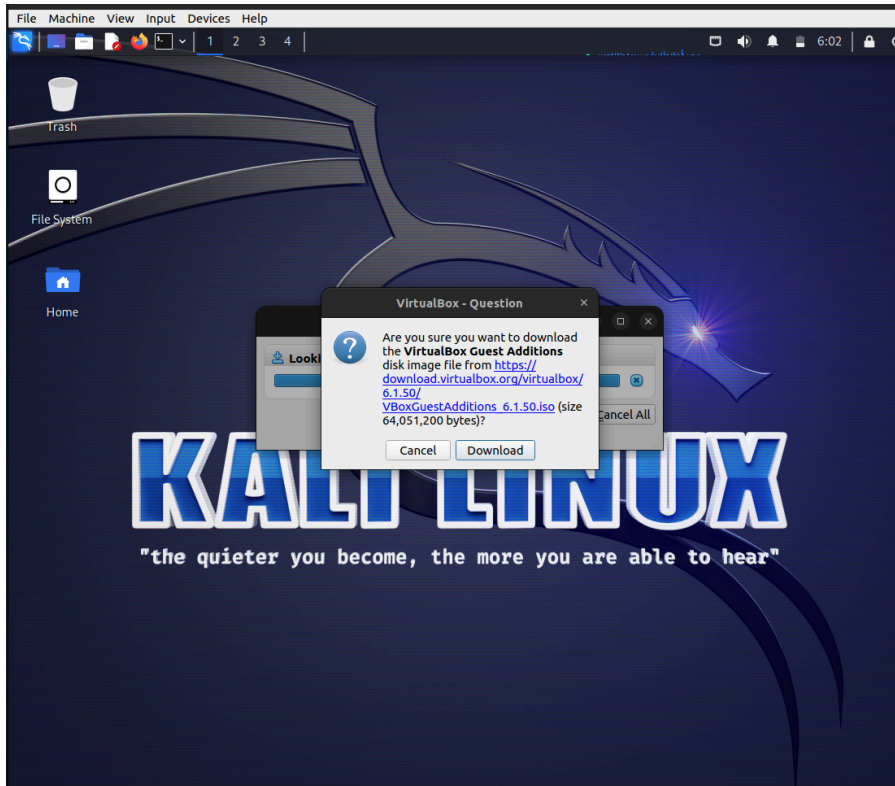 File Machine View Input Devices Help
1 2 3 4 6:02
Trash
File System
Home
VirtualBox - Question
Looki
Are you sure you want to download
the VirtualBox Guest Additions
disk image file from https://
download.virtualbox.org/virtualbox/
6.1.50/
VBoxGuestAdditions_6.1.50.iso (size
64,051,200 bytes)?
Cancel All
Cancel Download
KALI LINUX
"the quieter you become, the more you are able to hear"